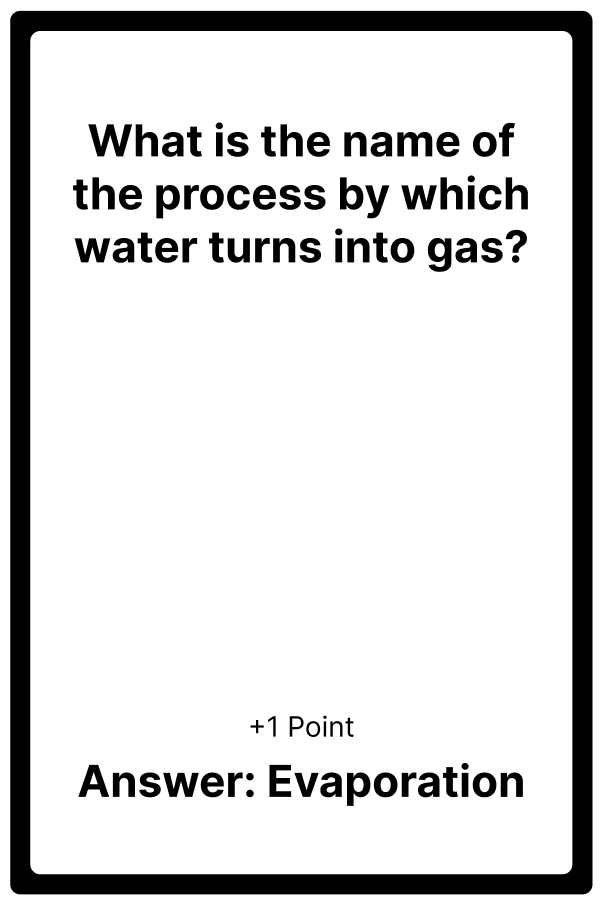 What is the name of
the process by which
water turns into gas?
+1 Point
Answer: Evaporation